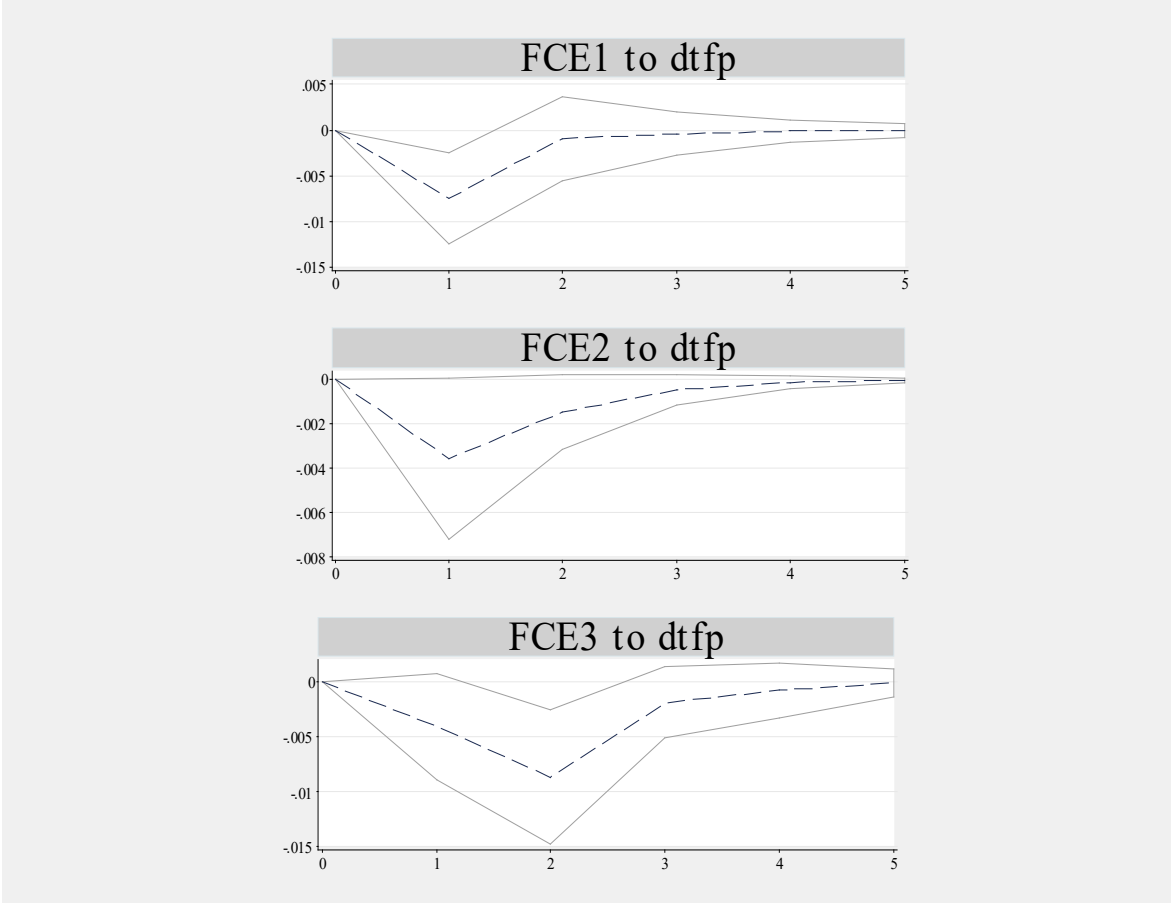 FCE1 to dtfp
.005
0
-.005
-.01
-.015
0 1 2 3 4 5
FCE2 to dtfp
0
-.002
-.004
-.006
-.008
0 1 2 3 4 5
FCE3 to dtfp
0
-.005
-.01
-.015
0 1 2 3 4 5